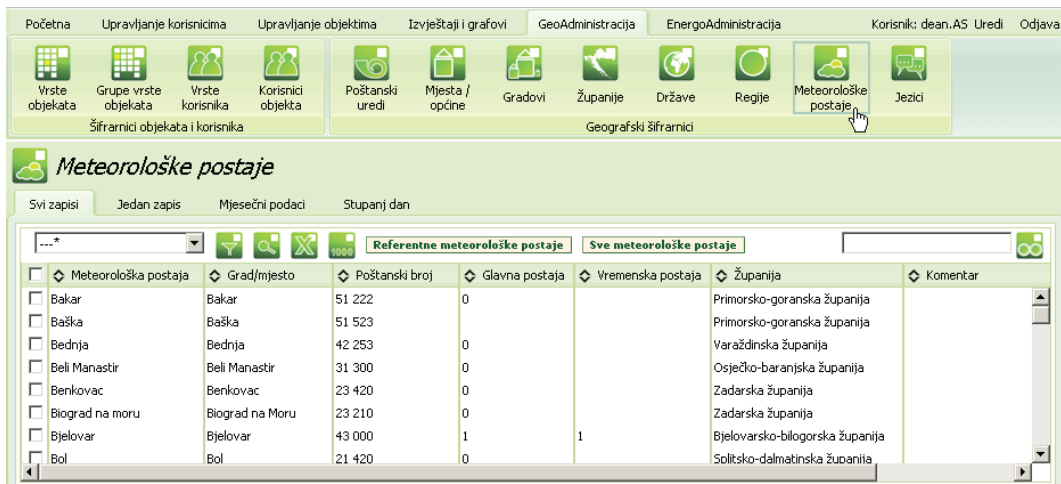 Početna Upravljanje korisnicima Upravljanje objektima Izvještaji i grafovi GeoAdministracija EnergoAdministracija Korisnik: dean.AS Uredi Odjava
Vrste objekata Grupe vrste objekata Vrste korisnika Korisnici objekta Poštanski uredi Mjesta / općine Gradovi Županije Države Regije Meteorološke postaje Jezici
Šifrarnici objekata i korisnika Geografski šifrarnici
Meteorološke postaje
Svi zapisi Jedan zapis Mjesečni podaci Stupanj dan
---* 1000 Referentne meteorološke postaje Sve meteorološke postaje
Meteorološka postaja Grad/mjesto Poštanski broj Glavna postaja Vremenska postaja Županija Komentar
Bakar Bakar 51 222 0 Primorsko-goranska županija
Baška Baška 51 523 Primorsko-goranska županija
Bednja Bednja 42 253 0 Varaždinska županija
Beli Manastir Beli Manastir 31 300 0 Osječko-baranjska županija
Benkovac Benkovac 23 420 0 Zadarska županija
Biograd na moru Biograd na Moru 23 210 0 Zadarska županija
Bjelovar Bjelovar 43 000 1 1 Bjelovarsko-bilogorska županija
Bol Bol 21 420 0 Splitsko-dalmatinska županija